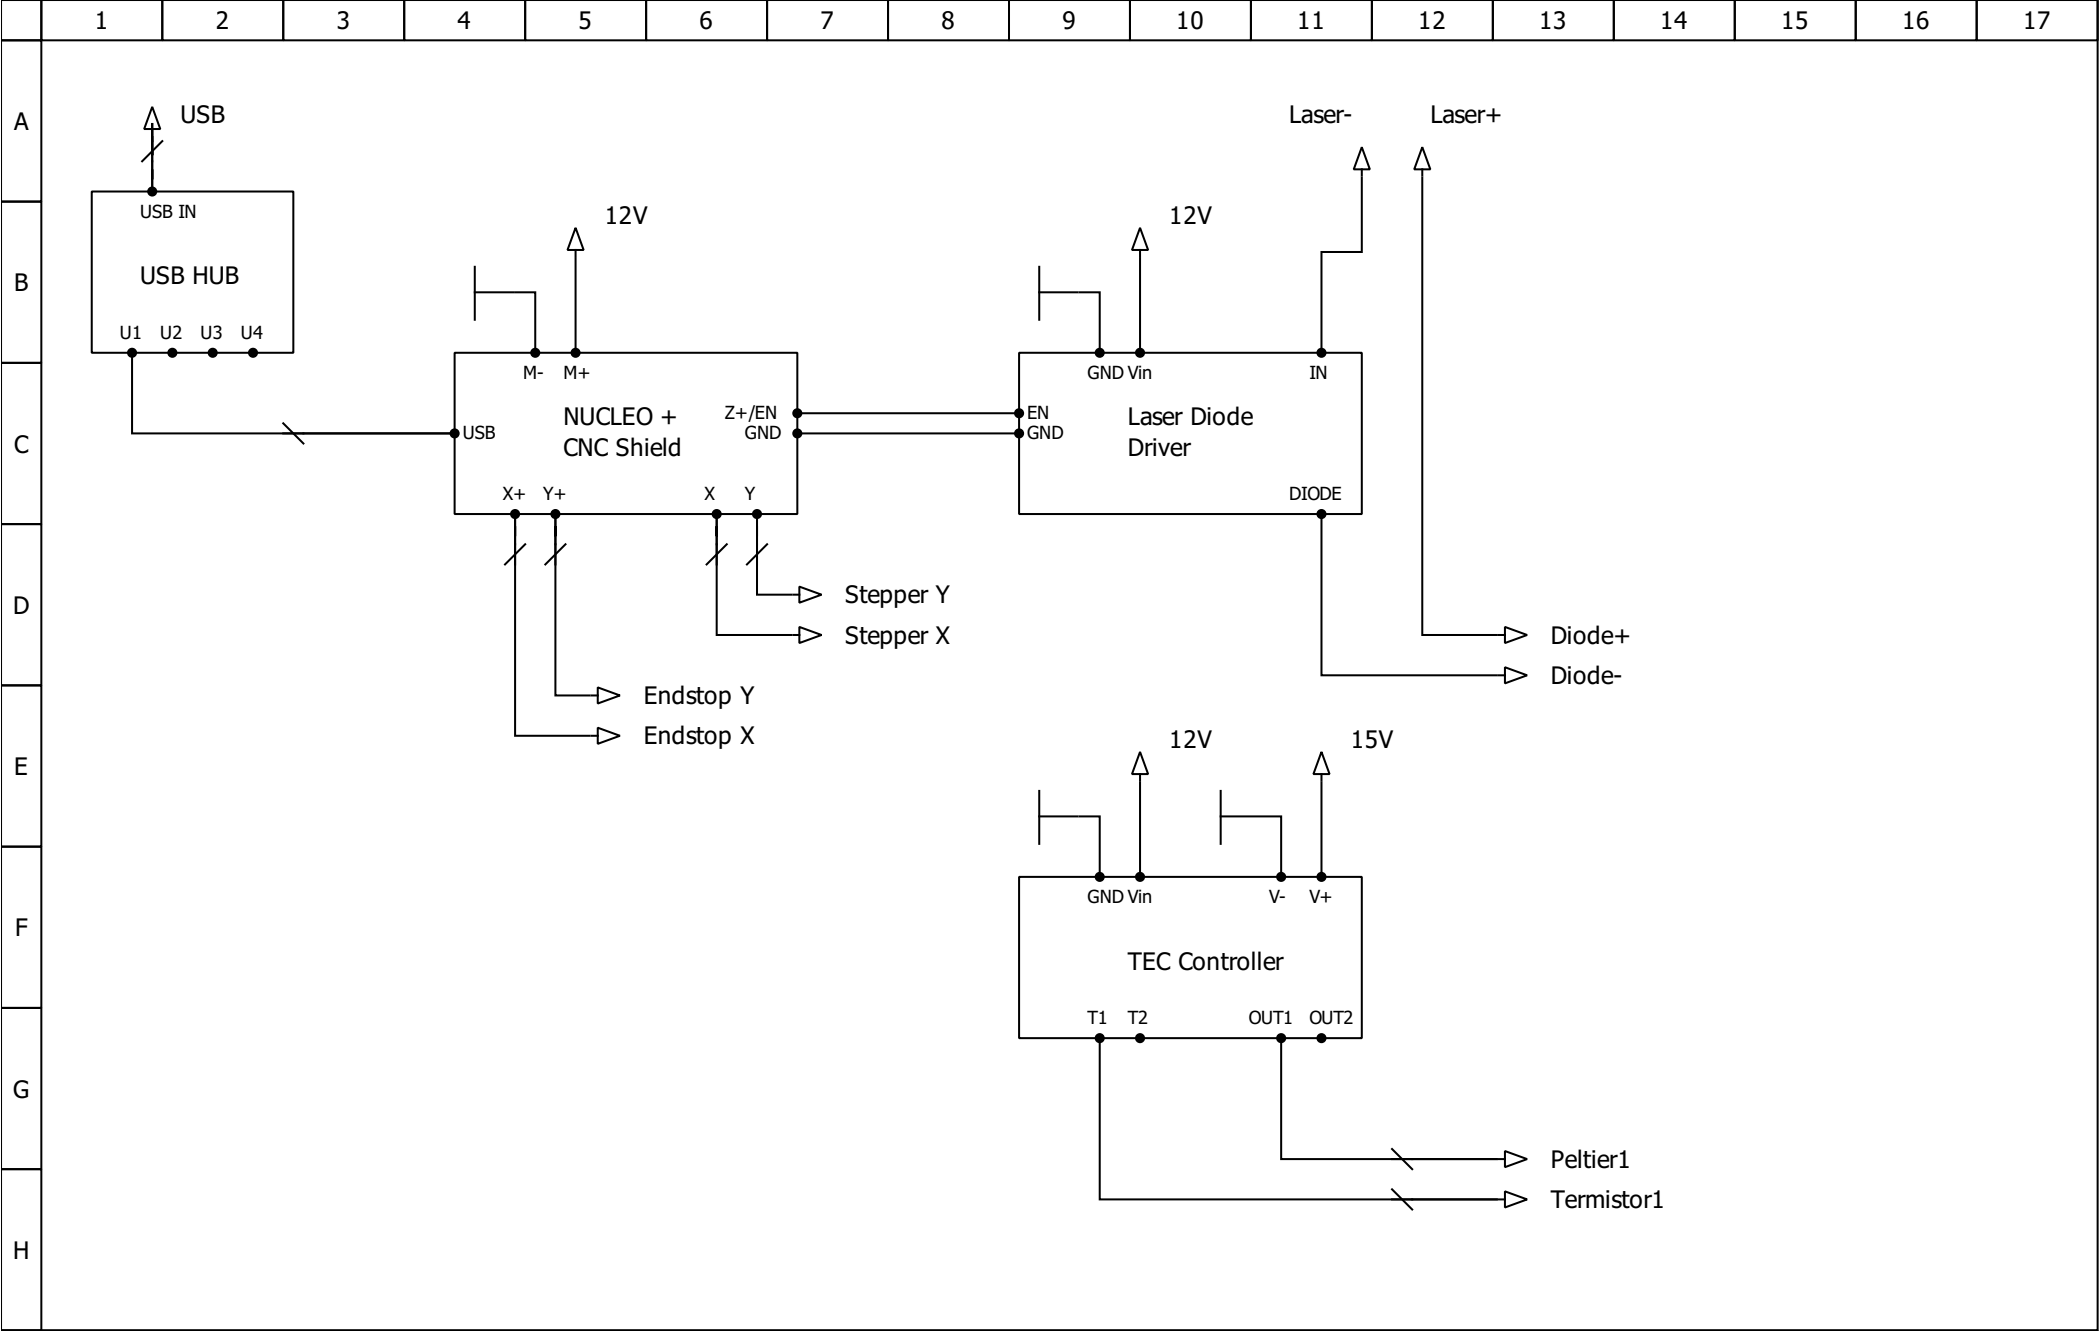 1 2 3 4 5 6 7 8 9 10 11 12 13 14 15 16 17
A
USB
Laser- Laser+
USB IN
12V
12V
B
USB HUB
U1 U2 U3 U4
M- M+
GND Vin
IN
C
NUCLEO +
CNC Shield
USB
Z+/EN
GND
EN
GND
Laser Diode
Driver
X+ Y+
X Y
DIODE
D
Stepper Y
Stepper X
Diode+
Diode-
Endstop Y
Endstop X
E
12V
15V
GND Vin
V- V+
F
TEC Controller
T1 T2
OUT1 OUT2
G
Peltier1
Termistor1
H